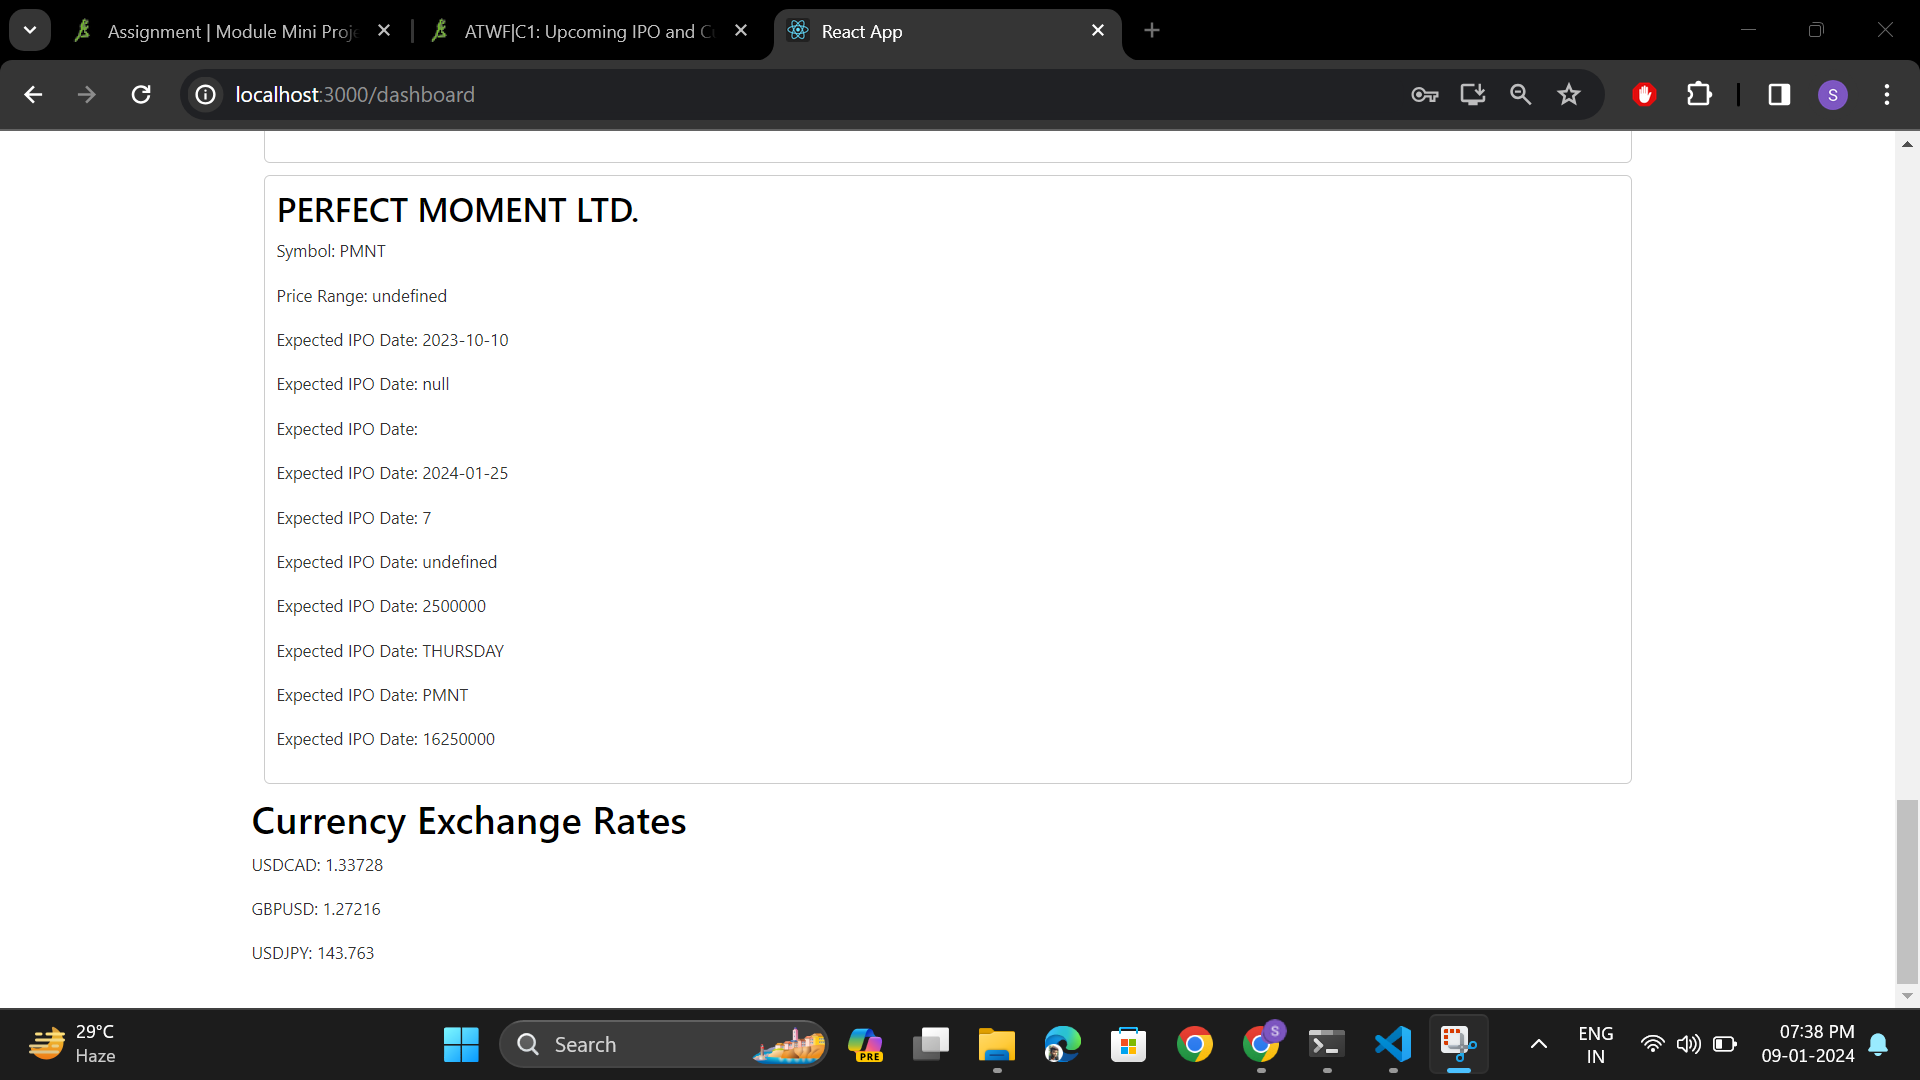 Assignment | Module Mini Proje
ATWF|C1: Upcoming IPO and Cu
React App
localhost:3000/dashboard
S
PERFECT MOMENT LTD.
Symbol: PMNT
Price Range: undefined
Expected IPO Date: 2023-10-10
Expected IPO Date: null
Expected IPO Date:
Expected IPO Date: 2024-01-25
Expected IPO Date: 7
Expected IPO Date: undefined
Expected IPO Date: 2500000
Expected IPO Date: THURSDAY
Expected IPO Date: PMNT
Expected IPO Date: 16250000
Currency Exchange Rates
USDCAD: 1.33728
GBPUSD: 1.27216
USDJPY: 143.763
29°C
Haze
Search
PRE
S
ENG
IN
07:38 PM
09-01-2024